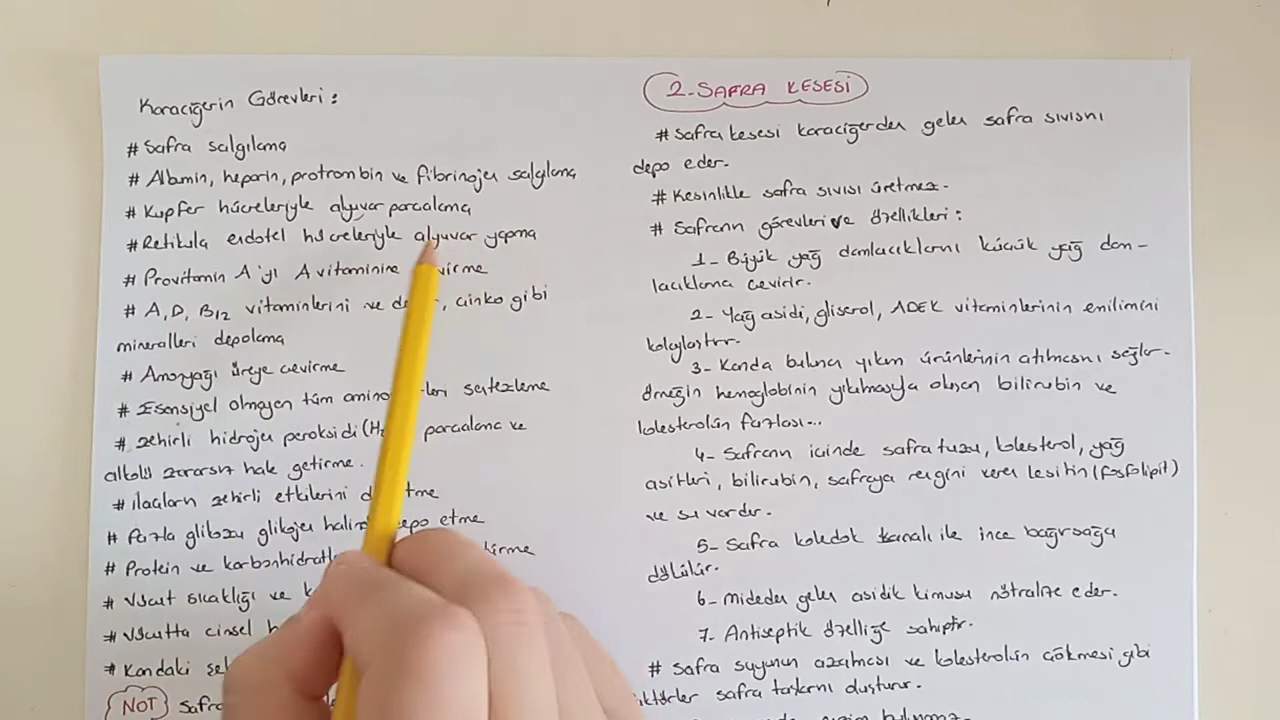 Karaciğerin Görevleri:
# Safra salgılama
# Albumin, heparin, protrombin ve fibrinojen salgılama
# Kupfer hücreleriyle alyuvar parçalama
# Retikula endotel hücreleriyle alyuvar yapma
# Provitamin A'yı A vitaminine
# A, D, B12 vitaminlerini ve çinko gibi
mineralleri depolama
# Amonyağı üreye çevirme
# Esensiyel olmayan tüm sentezleme
# Zehirli hidrojen peroksidi (H parçalama ve
alkolü zararsız hale getirme.
# ilaçların zehirli etkilerini
# Fazla glikozu glikojen depo etme
# Protein ve
# Vücut sıcaklığı ve
# Vücutta cinsel
# Kandaki
NOT
2-SAFRA KESESİ
# Safra kesesi karaciğerden gelen safra sıvısını
depo eder.
# Kesinlikle safra sıvısı üretmez.
# Safranın görevleri ve özellikleri:
1- Büyük yağ damlacıklarını küçük yağ dam-
lacıklarına çevirir.
2- Yağ asidi, gliserol, ADEK vitaminlerinin emilimini
kolaylaştırır.
3- Kanda bulunan yıkım ürünlerinin atılmasını sağlar.
Örneğin hemoglobinin yıkılmasıyla oluşan bilirubin ve
kolesterolün fazlası...
4- Safranın içinde safra tuzu, kolesterol, yağ
asitleri, bilirubin, safraya rengini veren lesitin (fosfolipit)
ve su vardır.
5- Safra koledok kanalı ile ince bağırsağa
dökülür.
6- Mideden gelen asidik kimusu nötralize eder.
7- Antiseptik özelliğe sahiptir.
# Safra suyunun azalması ve kolesterolün çökmesi gibi
safra taşlarını oluşturur.